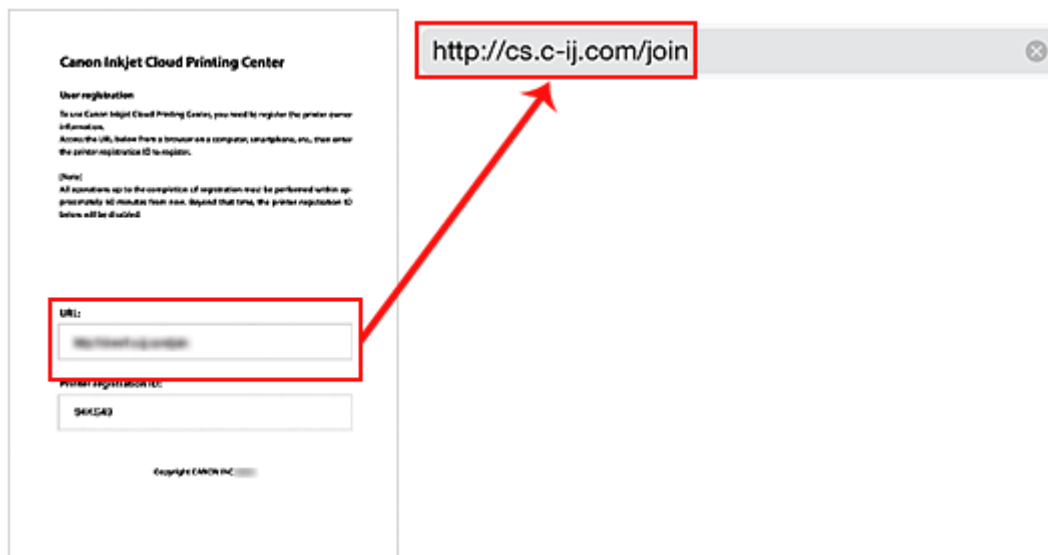 Canon Inkjet Cloud Printing Center
User registration
To use Canon Inkjet Cloud Printing Center, you need to register the printer owner
information.
Access the URL below from a browser on a computer, smartphone, etc., then enter
the printer registration ID to register.
[Note]
All operations up to the completion of registration must be performed within ap-
proximately 60 minutes from now. Beyond that time, the printer registration ID
below will be disabled.
URL:
Printer registration ID:
Copyright CANON INC.
http://cs.c-ij.com/join